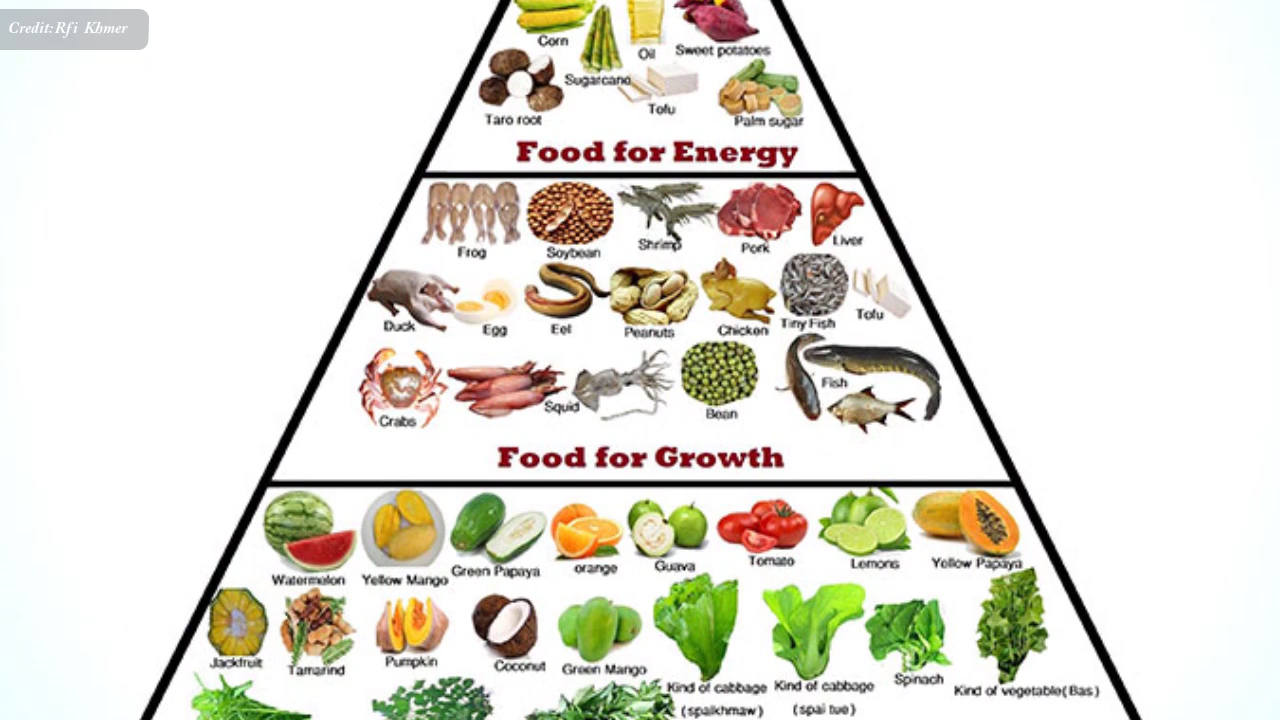 Credit:Rfi Khmer
Corn
Oil
Sweet potatoes
Sugarcane
Taro root
Tofu
Palm sugar
Food for Energy
Frog
Soybean
Shrimp
Pork
Liver
Duck
Egg
Eel
Peanuts
Chicken
Tiny Fish
Tofu
Crabs
Squid
Bean
Fish
Food for Growth
Watermelon
Yellow Mango
Green Papaya
orange
Guava
Tomato
Lemons
Yellow Papaya
Jackfruit
Tamarind
Pumpkin
Coconut
Green Mango
Kind of cabbage
(spaikhmaw)
Kind of cabbage
(spai tue)
Spinach
Kind of vegetable(Bas)